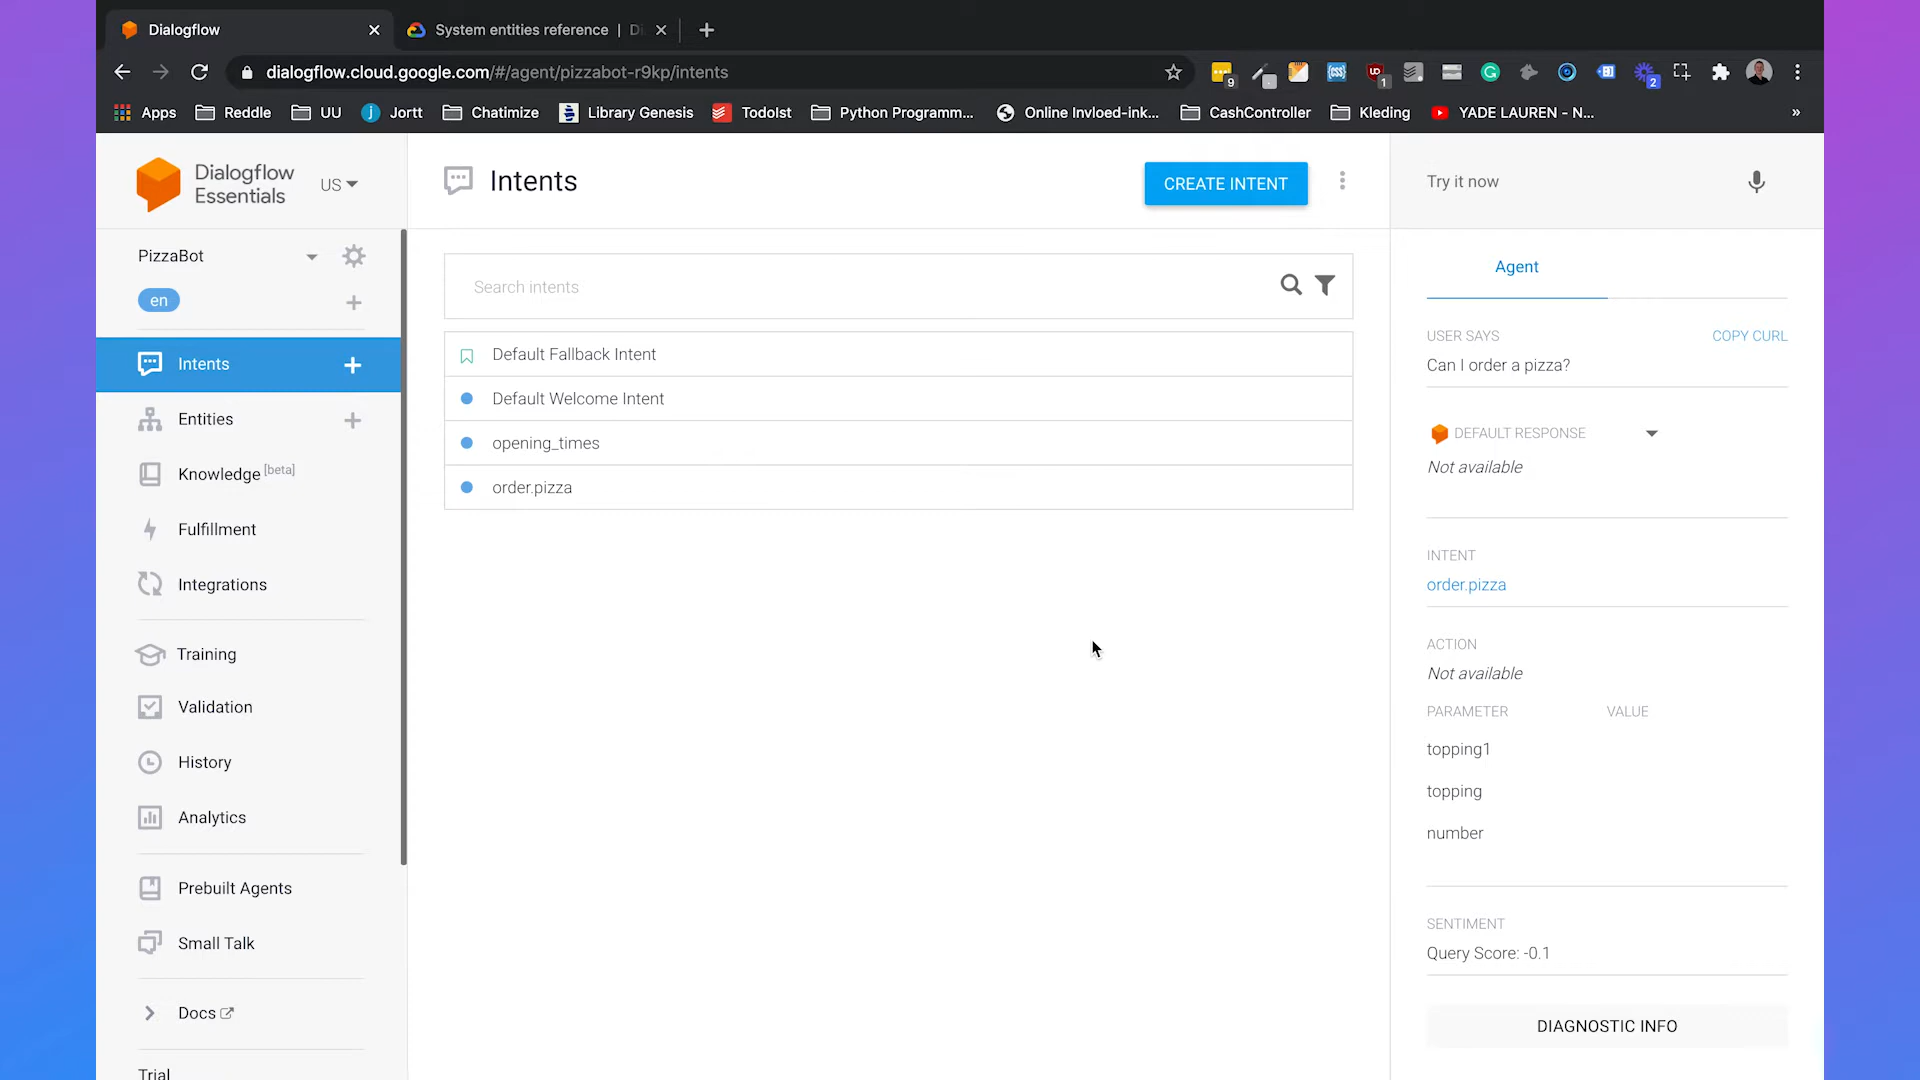 Dialogflow
System entities reference | Di
dialogflow.cloud.google.com/#/agent/pizzabot-r9kp/intents
9
1
2
Apps
Reddle
UU
Jortt
Chatimize
Library Genesis
TodoIst
Python Programm...
Online Invloed-ink...
CashController
Kleding
YADE LAUREN - N...
»
Dialogflow
Essentials
US
Intents
CREATE INTENT
Try it now
PizzaBot
en
Intents
Entities
Knowledge [beta]
Fulfillment
Integrations
Training
Validation
History
Analytics
Prebuilt Agents
Small Talk
Docs
Trial
Search intents
Default Fallback Intent
Default Welcome Intent
opening_times
order.pizza
Agent
USER SAYS
COPY CURL
Can I order a pizza?
DEFAULT RESPONSE
Not available
INTENT
order.pizza
ACTION
Not available
PARAMETER
VALUE
topping1
topping
number
SENTIMENT
Query Score: -0.1
DIAGNOSTIC INFO